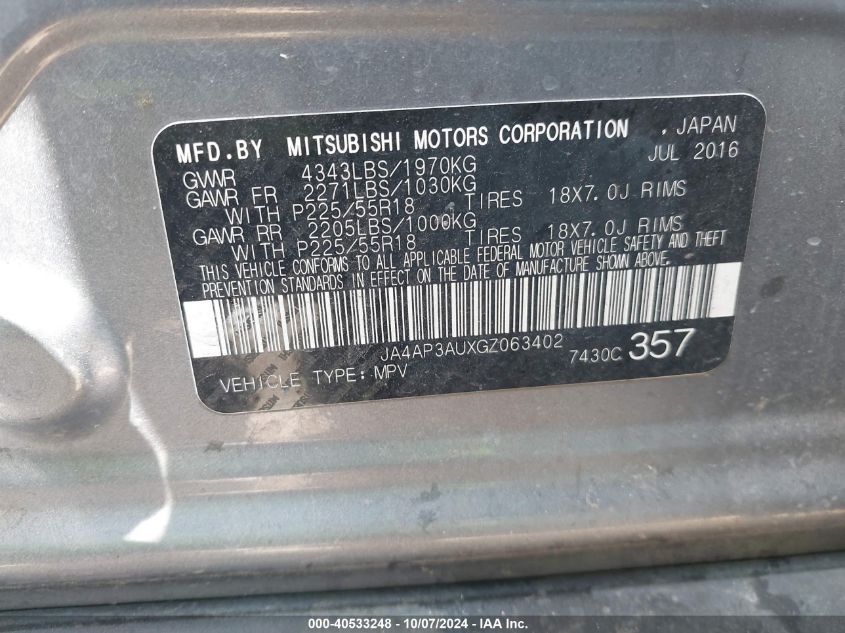 MFD.BY MITSUBISHI MOTORS CORPORATION , JAPAN
GVWR 4343LBS/1970KG JUL 2016
GAWR FR 2271LBS/1030KG
WITH P225/55R18 TIRES 18X7.0J RIMS
GAWR RR 2205LBS/1000KG
WITH P225/55R18 TIRES 18X7.0J RIMS
THIS VEHICLE CONFORMS TO ALL APPLICABLE FEDERAL MOTOR VEHICLE SAFETY AND THEFT
PREVENTION STANDARDS IN EFFECT ON THE DATE OF MANUFACTURE SHOWN ABOVE.
JA4AP3AUXGZ063402 7430C 357
VEHICLE TYPE: MPV
000-40533248 - 10/07/2024 - IAAI.com